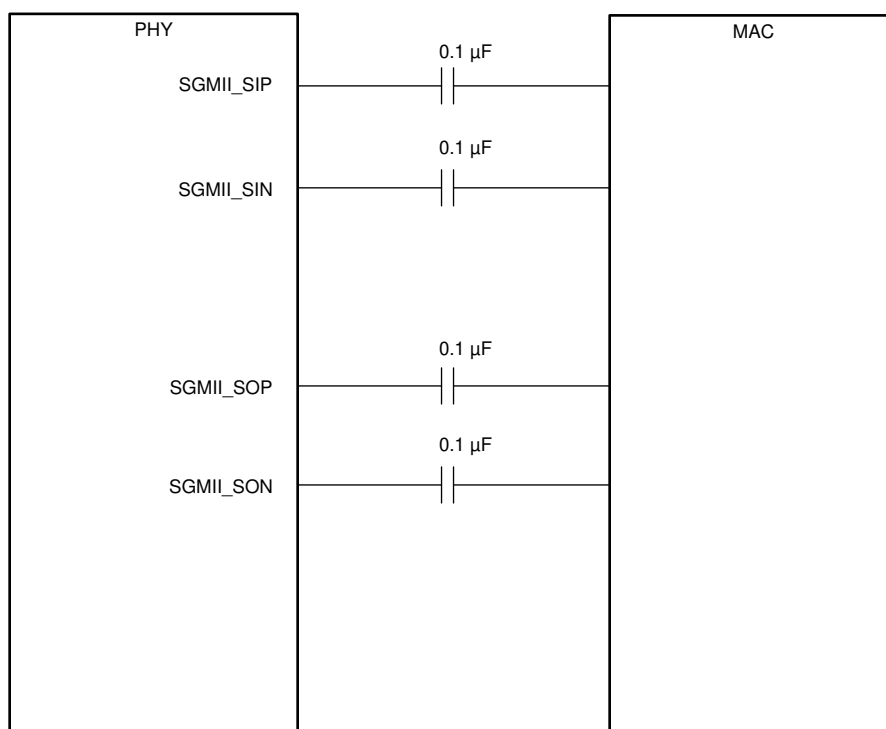 PHY
MAC
0.1 µF
SGMII_SIP
0.1 µF
SGMII_SIN
0.1 µF
SGMII_SOP
0.1 µF
SGMII_SON